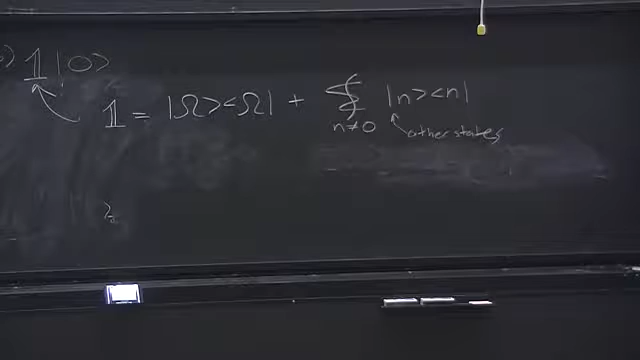 ) 𝟙|0>
𝟙 = |Ω><Ω| + ∑ |n><n|
n≠0
other states